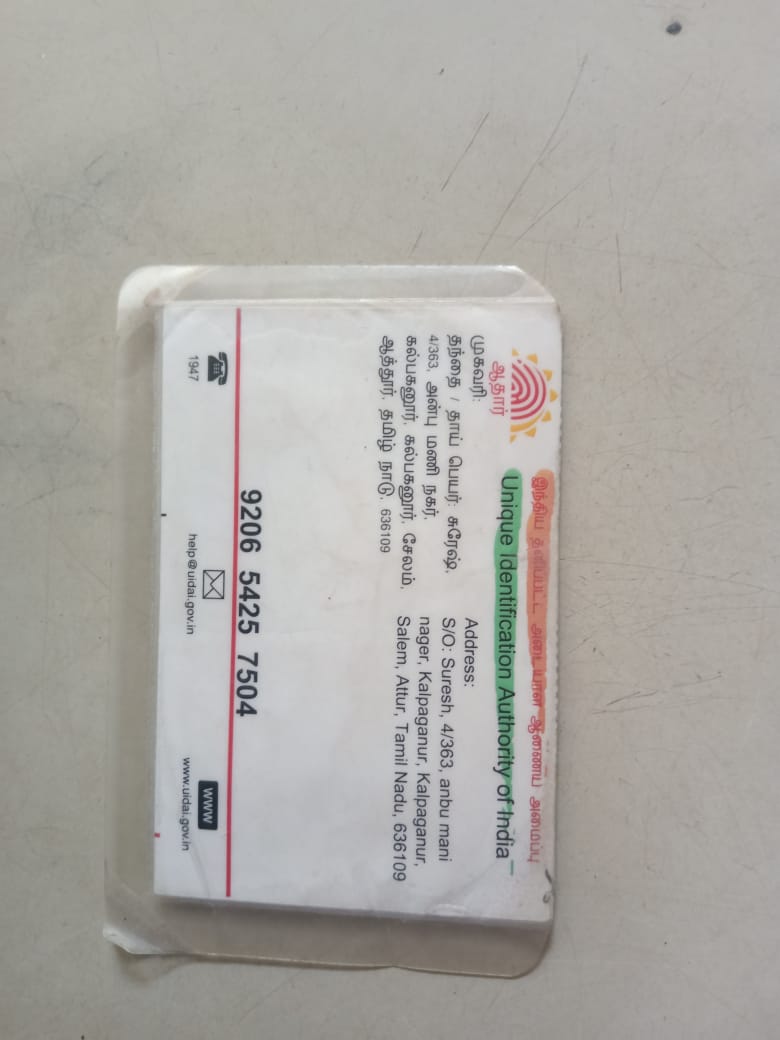 இந்திய தனிப்பட்ட அடையாள ஆணைய அமைப்பு
Unique Identification Authority of India
ஆதார்
முகவரி:
தந்தை / தாய் பெயர்: சுரேஷ்,
4/363, அன்பு மணி நகர்,
கல்பகனூர், கல்பகனூர், சேலம்,
ஆத்தூர், தமிழ் நாடு, 636109
Address:
S/O: Suresh, 4/363, anbu mani
nager, Kalpaganur, Kalpaganur,
Salem, Attur, Tamil Nadu, 636109
9206 5425 7504
1947
help@uidai.gov.in
www
www.uidai.gov.in